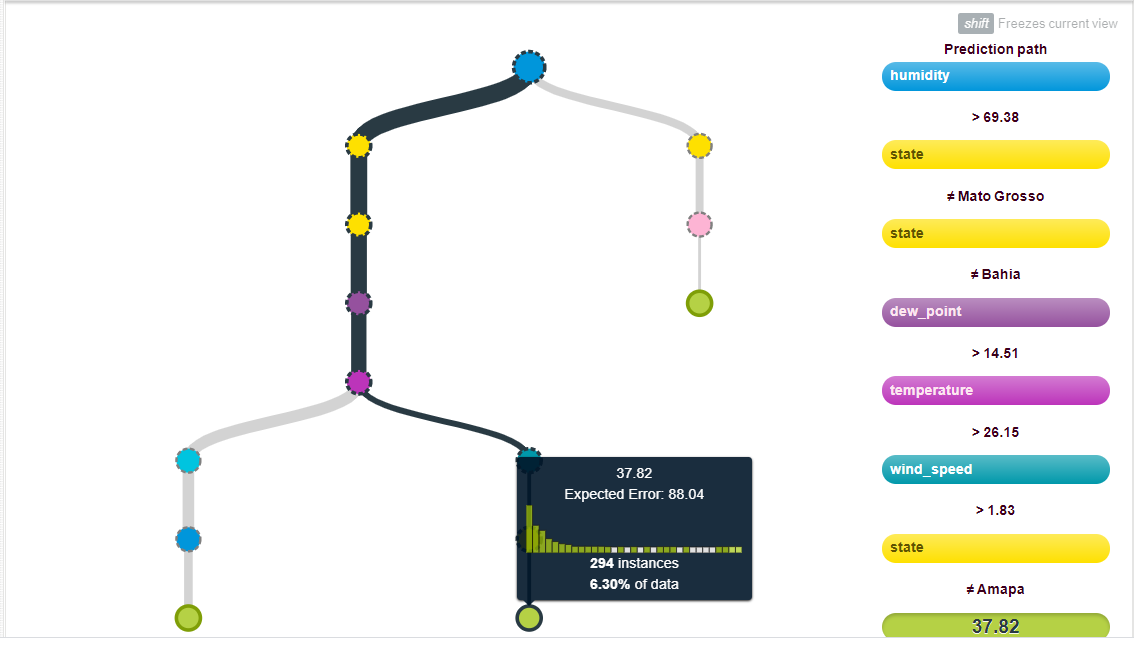 shift Freezes current view
Prediction path
humidity
> 69.38
state
≠ Mato Grosso
state
≠ Bahia
dew_point
> 14.51
temperature
> 26.15
wind_speed
> 1.83
state
≠ Amapa
37.82
37.82
Expected Error: 88.04
294 instances
6.30% of data